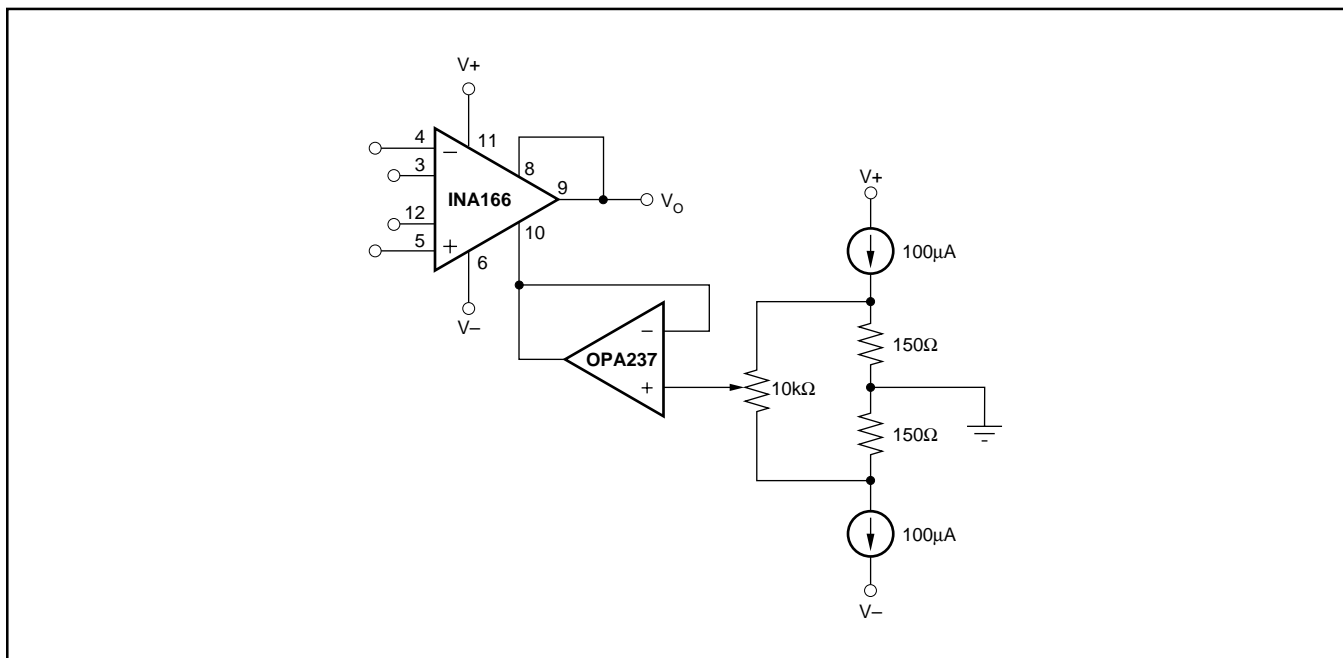 V+
4
11
−
8
3
INA166
9
V_O
12
10
5
+
6
V−
V+
100µA
−
OPA237
+
10kΩ
150Ω
150Ω
100µA
V−